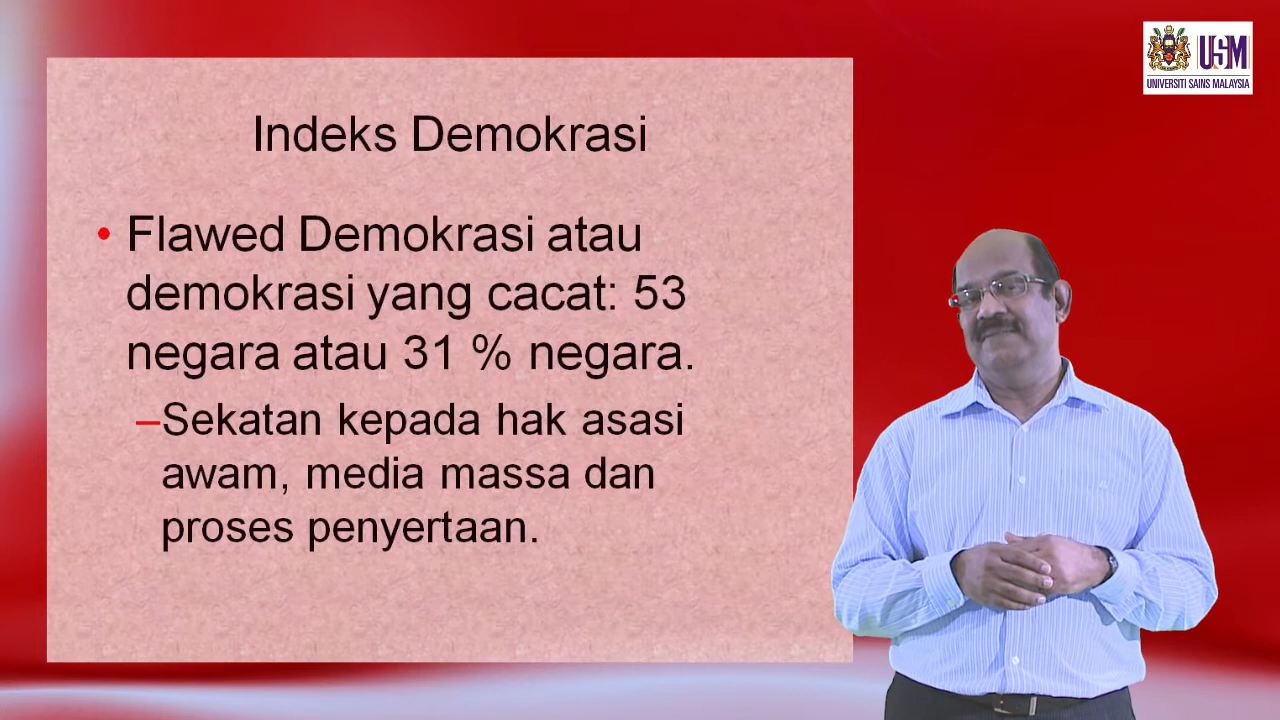 USM
UNIVERSITI SAINS MALAYSIA
Indeks Demokrasi
• Flawed Demokrasi atau
demokrasi yang cacat: 53
negara atau 31 % negara.
–Sekatan kepada hak asasi
awam, media massa dan
proses penyertaan.